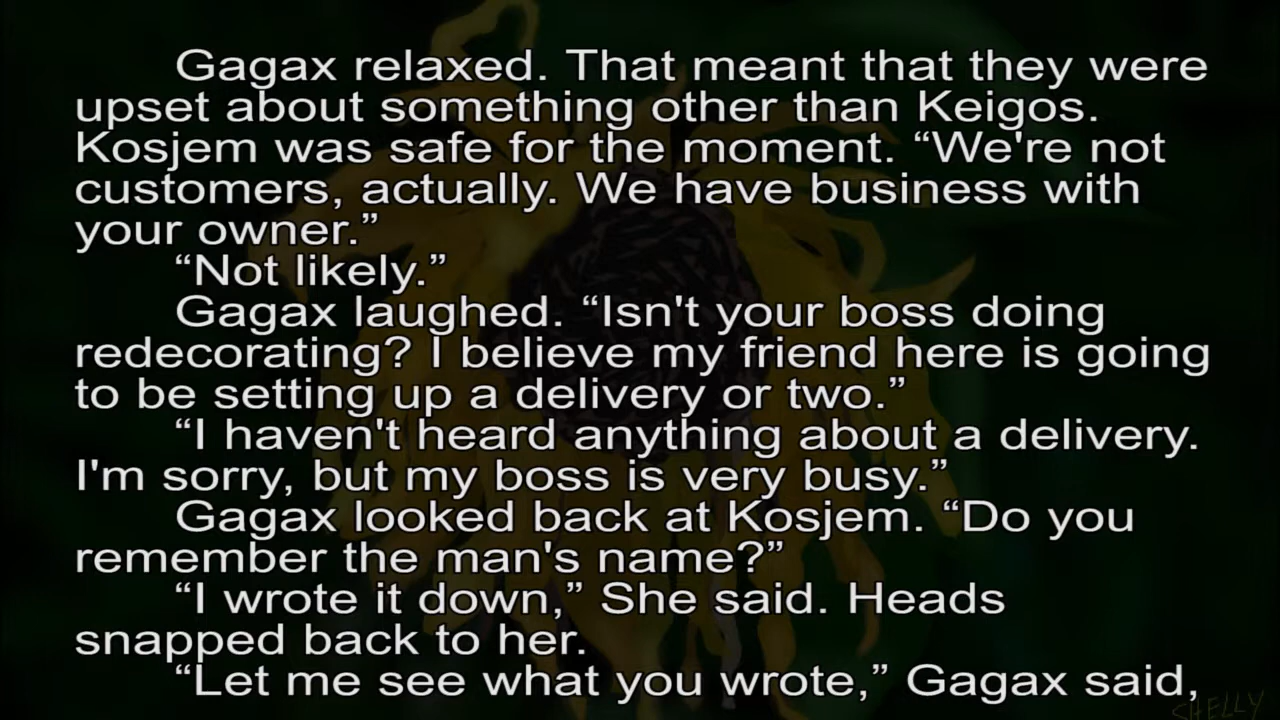 Gagax relaxed. That meant that they were
upset about something other than Keigos.
Kosjem was safe for the moment. “We're not
customers, actually. We have business with
your owner.”
“Not likely.”
Gagax laughed. “Isn't your boss doing
redecorating? I believe my friend here is going
to be setting up a delivery or two.”
“I haven't heard anything about a delivery.
I'm sorry, but my boss is very busy.”
Gagax looked back at Kosjem. “Do you
remember the man's name?”
“I wrote it down,” She said. Heads
snapped back to her.
“Let me see what you wrote,” Gagax said,
SHELLY